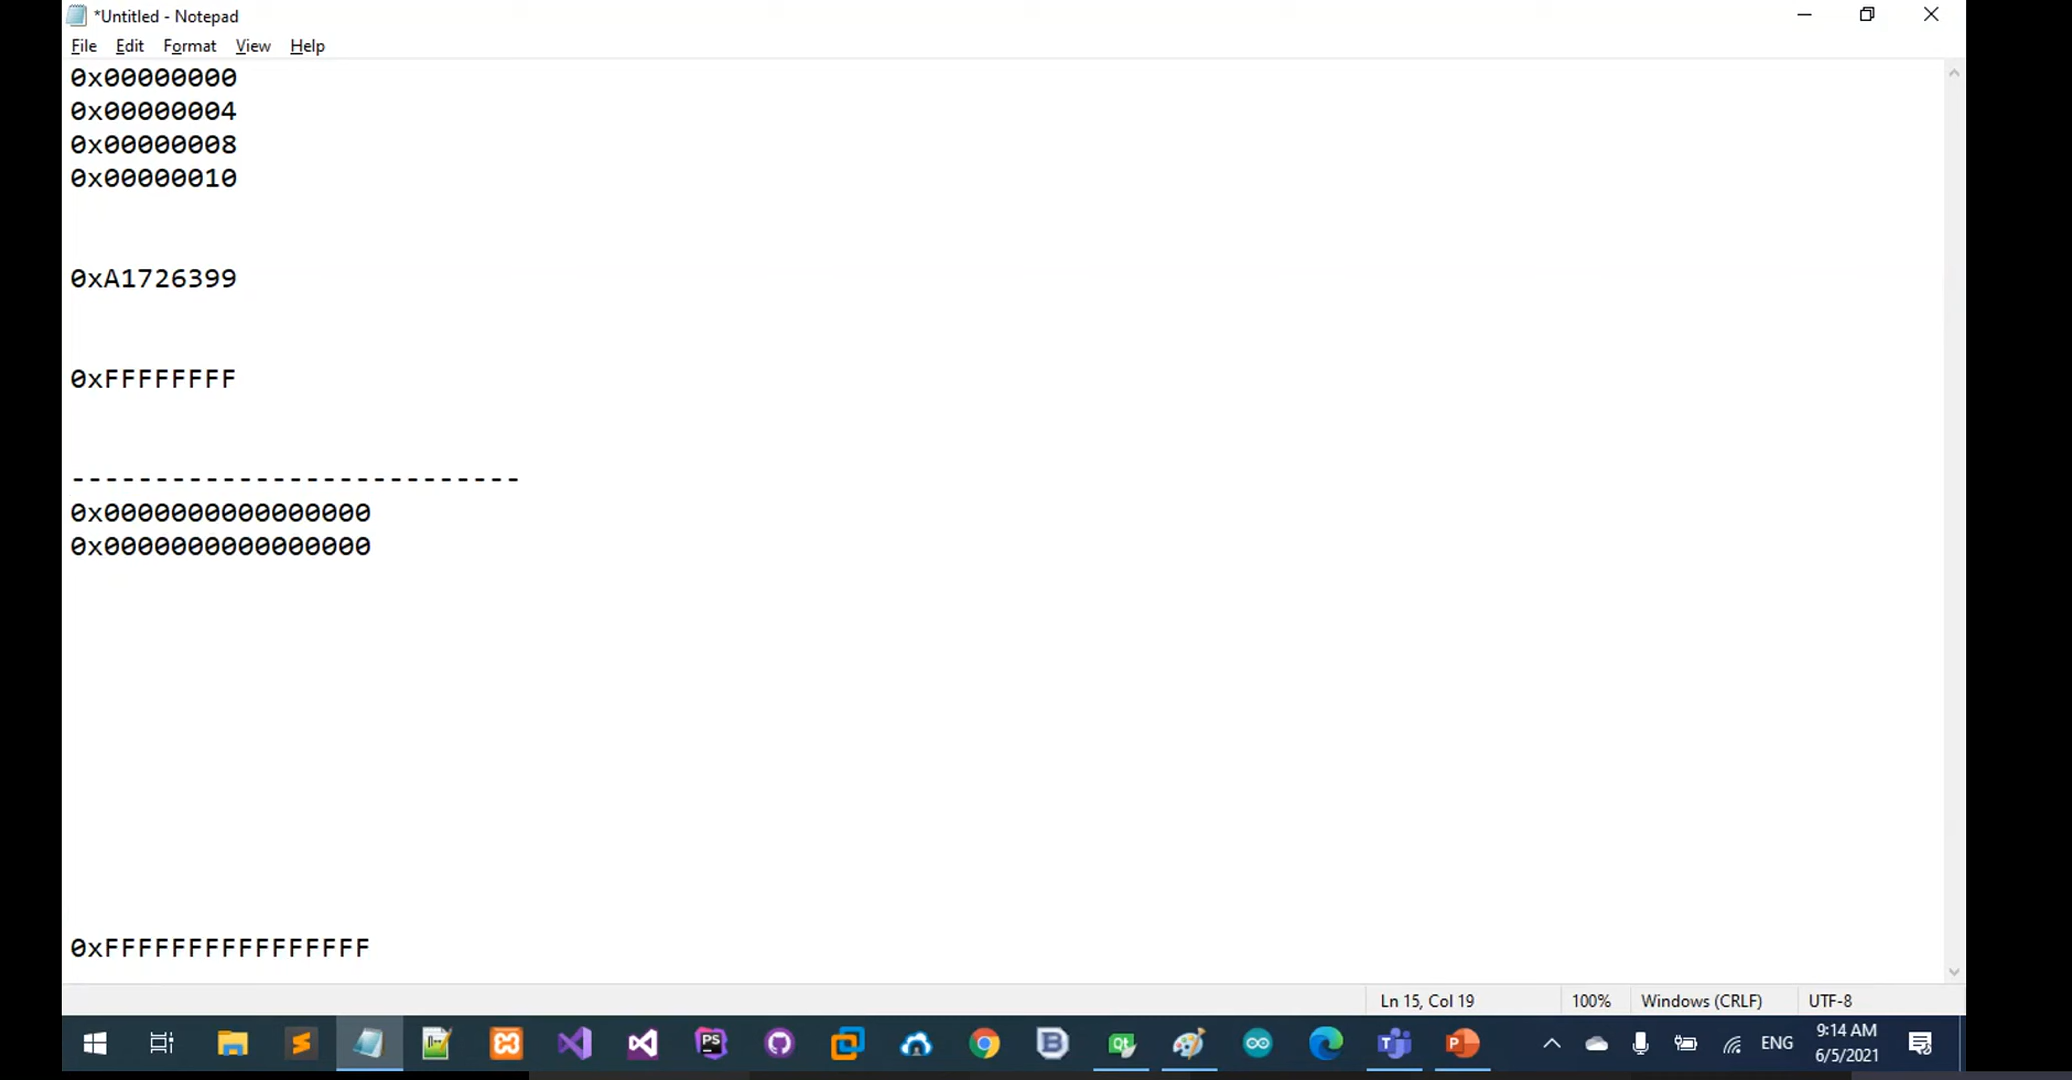 *Untitled - Notepad
File Edit Format View Help
0x00000000
0x00000004
0x00000008
0x00000010
0xA1726399
0xFFFFFFFF
---------------------------
0x0000000000000000
0x0000000000000000
0xFFFFFFFFFFFFFFFF
Ln 15, Col 19 100% Windows (CRLF) UTF-8
ENG 9:14 AM
6/5/2021